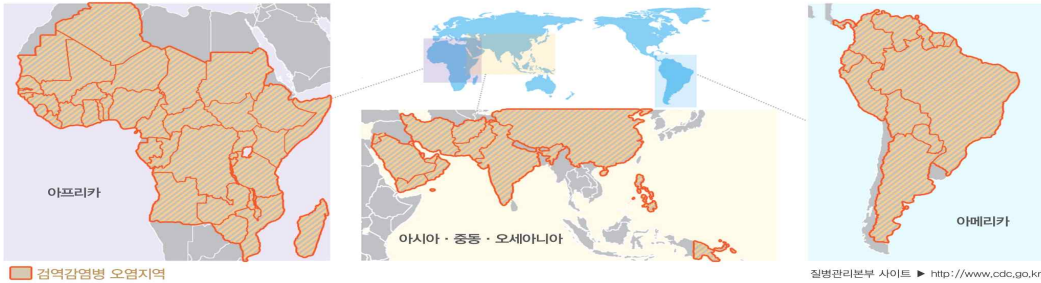 아프리카
아시아 · 중동 · 오세아니아
아메리카
검역감염병 오염지역
질병관리본부 사이트 ▶ http://www.cdc.go.kr